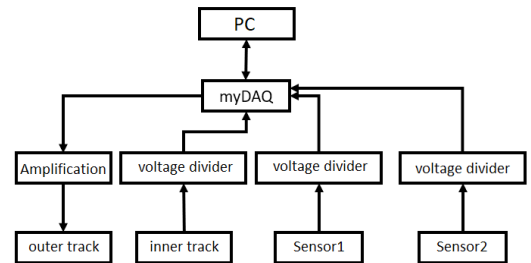 PC
myDAQ
Amplification
voltage divider
voltage divider
voltage divider
outer track
inner track
Sensor1
Sensor2